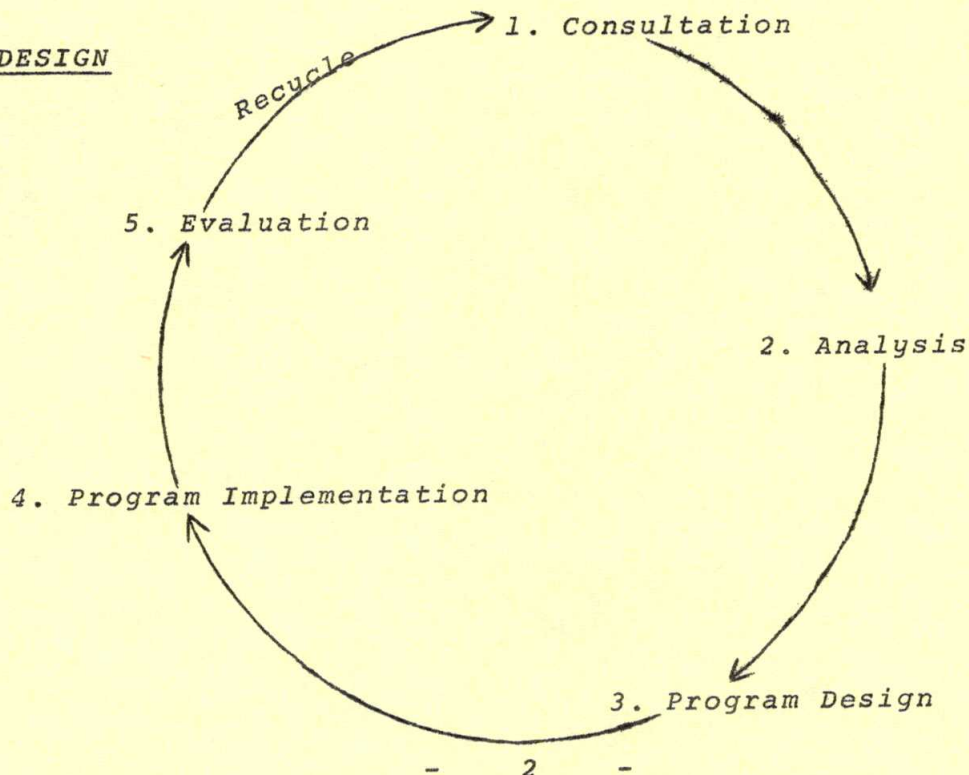 DESIGN
1. Consultation
Recycle
5. Evaluation
2. Analysis
4. Program Implementation
3. Program Design
- 2 -